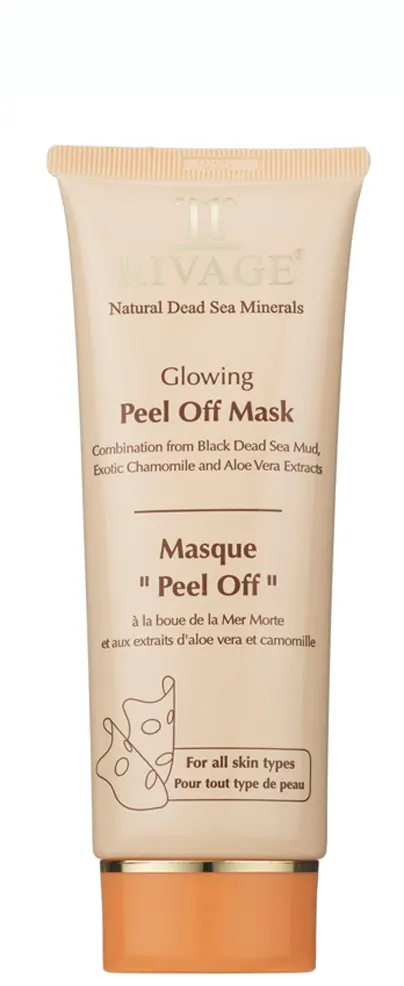 RIVAGE®
Natural Dead Sea Minerals
Glowing
Peel Off Mask
Combination from Black Dead Sea Mud,
Exotic Chamomile and Aloe Vera Extracts
Masque
" Peel Off "
à la boue de la Mer Morte
et aux extraits d'aloe vera et camomille
For all skin types
Pour tout type de peau